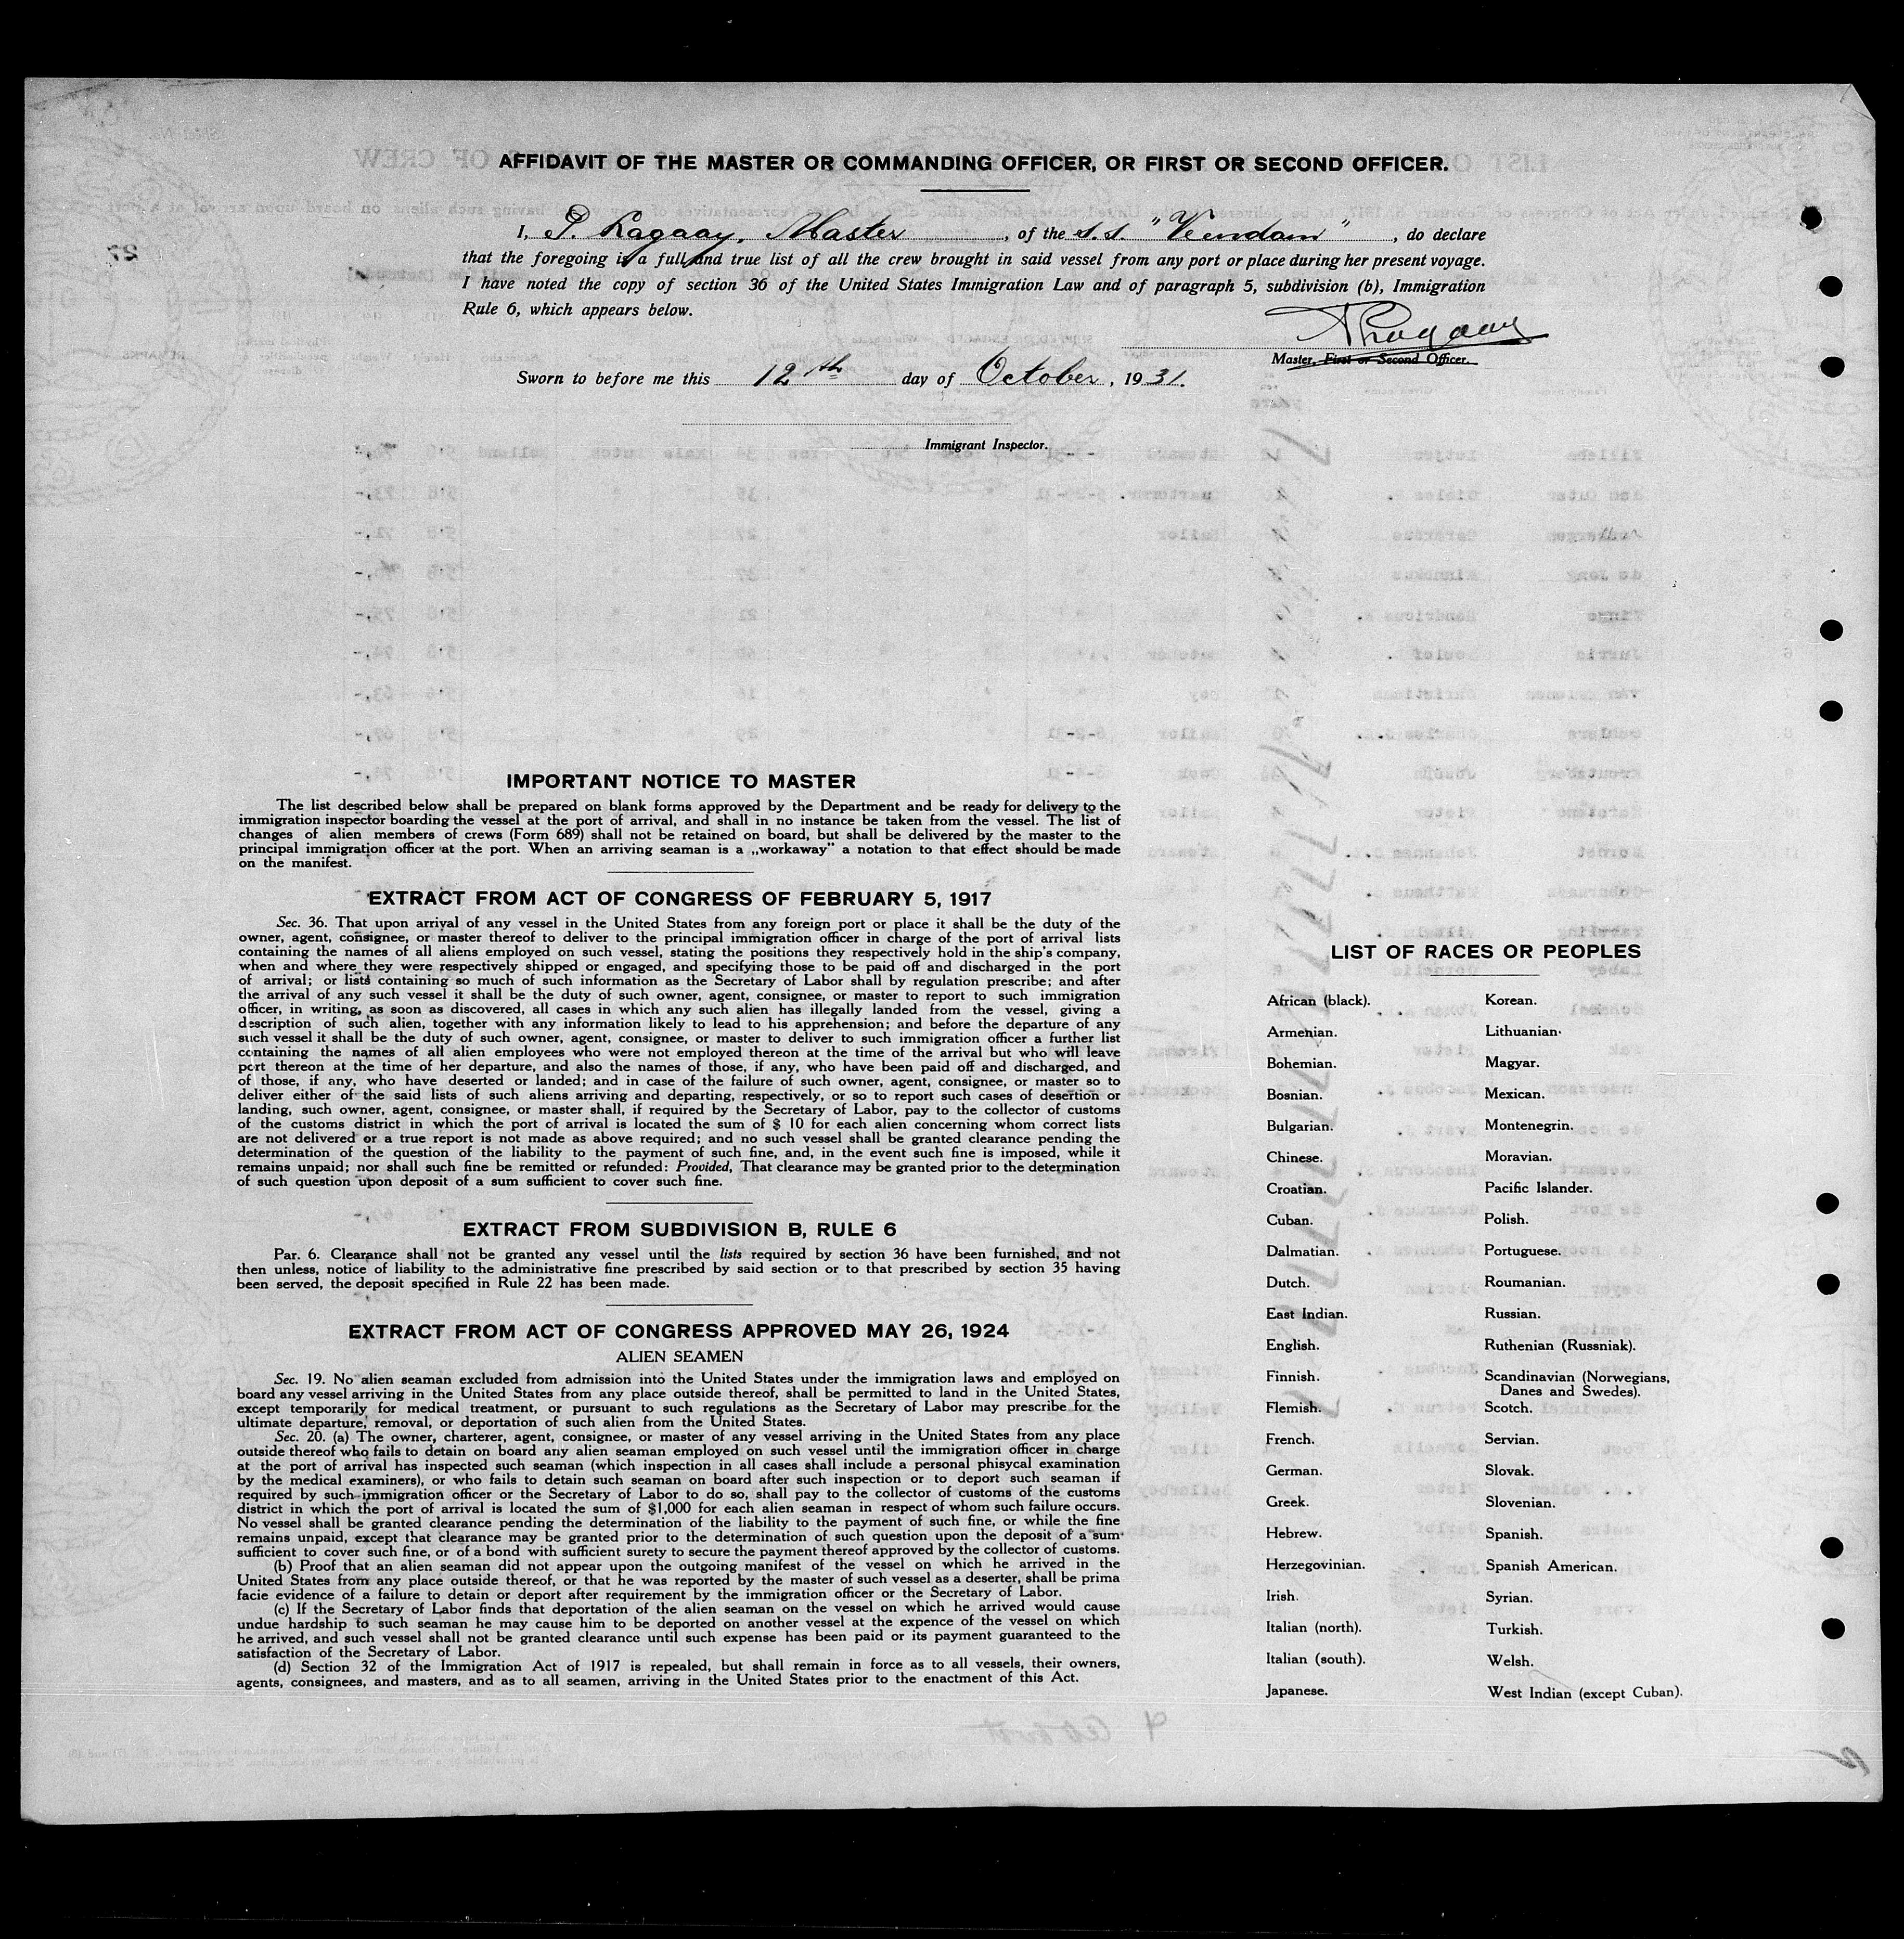 AFFIDAVIT OF THE MASTER OR COMMANDING OFFICER, OR FIRST OR SECOND OFFICER.
I, P. Lagaay, Master, of the s.s. "Veendam", do declare
that the foregoing is a full and true list of all the crew brought in said vessel from any port or place during her present voyage.
I have noted the copy of section 36 of the United States Immigration Law and of paragraph 5, subdivision (b), Immigration
Rule 6, which appears below.
PLagaay
Master, First or Second Officer.
Sworn to before me this 12th day of October, 1931.
Immigrant Inspector.
IMPORTANT NOTICE TO MASTER
The list described below shall be prepared on blank forms approved by the Department and be ready for delivery to the
immigration inspector boarding the vessel at the port of arrival, and shall in no instance be taken from the vessel. The list of
changes of alien members of crews (Form 689) shall not be retained on board, but shall be delivered by the master to the
principal immigration officer at the port. When an arriving seaman is a „workaway" a notation to that effect should be made
on the manifest.
EXTRACT FROM ACT OF CONGRESS OF FEBRUARY 5, 1917
Sec. 36. That upon arrival of any vessel in the United States from any foreign port or place it shall be the duty of the
owner, agent, consignee, or master thereof to deliver to the principal immigration officer in charge of the port of arrival lists
containing the names of all aliens employed on such vessel, stating the positions they respectively hold in the ship's company,
when and where they were respectively shipped or engaged, and specifying those to be paid off and discharged in the port
of arrival; or lists containing so much of such information as the Secretary of Labor shall by regulation prescribe; and after
the arrival of any such vessel it shall be the duty of such owner, agent, consignee, or master to report to such immigration
officer, in writing, as soon as discovered, all cases in which any such alien has illegally landed from the vessel, giving a
description of such alien, together with any information likely to lead to his apprehension; and before the departure of any
such vessel it shall be the duty of such owner, agent, consignee, or master to deliver to such immigration officer a further list
containing the names of all alien employees who were not employed thereon at the time of the arrival but who will leave
port thereon at the time of her departure, and also the names of those, if any, who have been paid off and discharged, and
of those, if any, who have deserted or landed; and in case of the failure of such owner, agent, consignee, or master so to
deliver either of the said lists of such aliens arriving and departing, respectively, or so to report such cases of desertion or
landing, such owner, agent, consignee, or master shall, if required by the Secretary of Labor, pay to the collector of customs
of the customs district in which the port of arrival is located the sum of $ 10 for each alien concerning whom correct lists
are not delivered or a true report is not made as above required; and no such vessel shall be granted clearance pending the
determination of the question of the liability to the payment of such fine, and, in the event such fine is imposed, while it
remains unpaid; nor shall such fine be remitted or refunded: Provided, That clearance may be granted prior to the determination
of such question upon deposit of a sum sufficient to cover such fine.
EXTRACT FROM SUBDIVISION B, RULE 6
Par. 6. Clearance shall not be granted any vessel until the lists required by section 36 have been furnished, and not
then unless, notice of liability to the administrative fine prescribed by said section or to that prescribed by section 35 having
been served, the deposit specified in Rule 22 has been made.
EXTRACT FROM ACT OF CONGRESS APPROVED MAY 26, 1924
ALIEN SEAMEN
Sec. 19. No alien seaman excluded from admission into the United States under the immigration laws and employed on
board any vessel arriving in the United States from any place outside thereof, shall be permitted to land in the United States,
except temporarily for medical treatment, or pursuant to such regulations as the Secretary of Labor may prescribe for the
ultimate departure, removal, or deportation of such alien from the United States.
Sec. 20. (a) The owner, charterer, agent, consignee, or master of any vessel arriving in the United States from any place
outside thereof who fails to detain on board any alien seaman employed on such vessel until the immigration officer in charge
at the port of arrival has inspected such seaman (which inspection in all cases shall include a personal phisycal examination
by the medical examiners), or who fails to detain such seaman on board after such inspection or to deport such seaman if
required by such immigration officer or the Secretary of Labor to do so, shall pay to the collector of customs of the customs
district in which the port of arrival is located the sum of $1,000 for each alien seaman in respect of whom such failure occurs.
No vessel shall be granted clearance pending the determination of the liability to the payment of such fine, or while the fine
remains unpaid, except that clearance may be granted prior to the determination of such question upon the deposit of a sum
sufficient to cover such fine, or of a bond with sufficient surety to secure the payment thereof approved by the collector of customs.
(b) Proof that an alien seaman did not appear upon the outgoing manifest of the vessel on which he arrived in the
United States from any place outside thereof, or that he was reported by the master of such vessel as a deserter, shall be prima
facie evidence of a failure to detain or deport after requirement by the immigration officer or the Secretary of Labor.
(c) If the Secretary of Labor finds that deportation of the alien seaman on the vessel on which he arrived would cause
undue hardship to such seaman he may cause him to be deported on another vessel at the expence of the vessel on which
he arrived, and such vessel shall not be granted clearance until such expense has been paid or its payment guaranteed to the
satisfaction of the Secretary of Labor.
(d) Section 32 of the Immigration Act of 1917 is repealed, but shall remain in force as to all vessels, their owners,
agents, consignees, and masters, and as to all seamen, arriving in the United States prior to the enactment of this Act.
LIST OF RACES OR PEOPLES
African (black).
Armenian.
Bohemian.
Bosnian.
Bulgarian.
Chinese.
Croatian.
Cuban.
Dalmatian.
Dutch.
East Indian.
English.
Finnish.
Flemish.
French.
German.
Greek.
Hebrew.
Herzegovinian.
Irish.
Italian (north).
Italian (south).
Japanese.
Korean.
Lithuanian.
Magyar.
Mexican.
Montenegrin.
Moravian.
Pacific Islander.
Polish.
Portuguese.
Roumanian.
Russian.
Ruthenian (Russniak).
Scandinavian (Norwegians,
Danes and Swedes).
Scotch.
Servian.
Slovak.
Slovenian.
Spanish.
Spanish American.
Syrian.
Turkish.
Welsh.
West Indian (except Cuban).